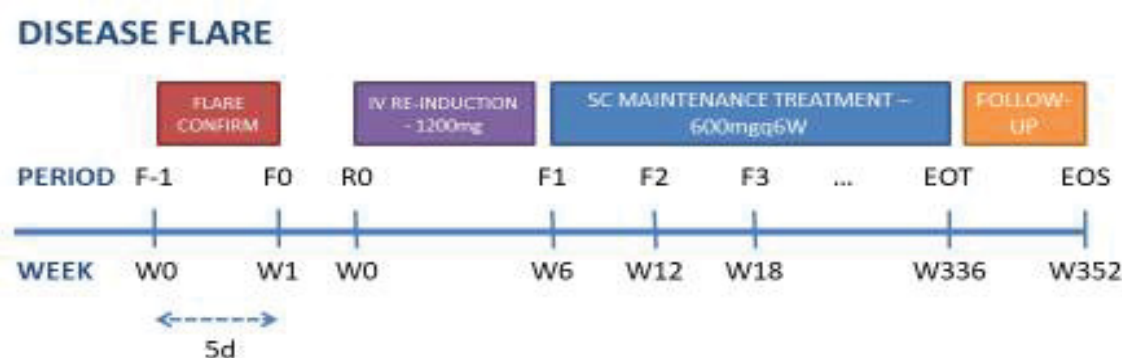 DISEASE FLARE
FLARE
CONFIRM
IV RE-INDUCTION
- 1200mg
SC MAINTENANCE TREATMENT –
600mgq6W
FOLLOW-
UP
PERIOD F-1 F0 R0 F1 F2 F3 ... EOT EOS
WEEK W0 W1 W0 W6 W12 W18 W336 W352
5d